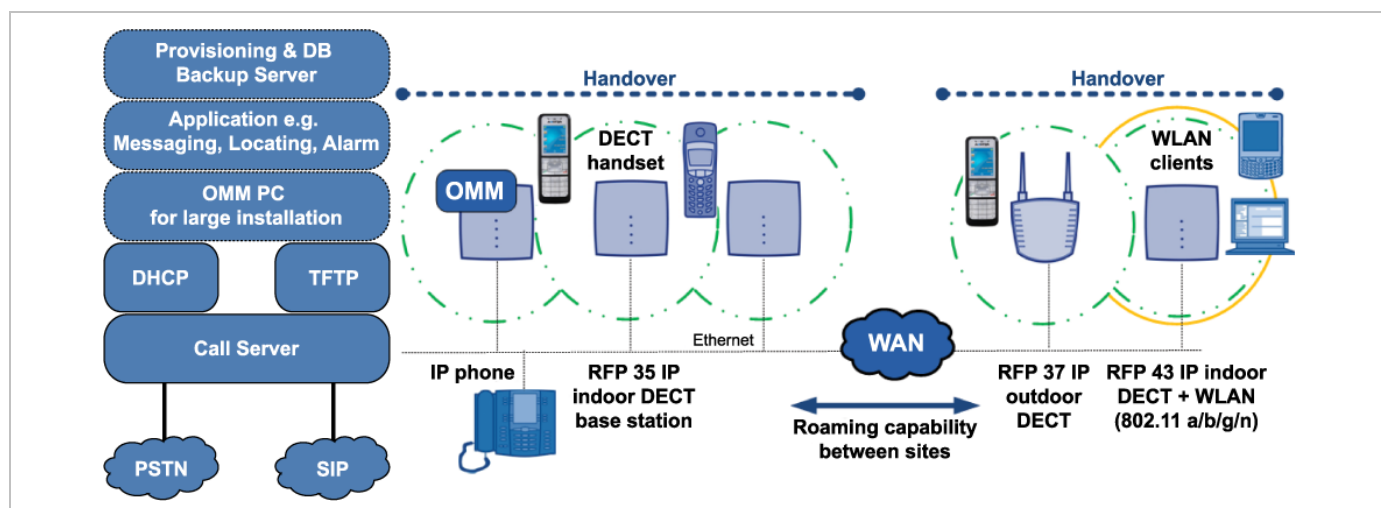 Provisioning & DB
Backup Server
Application e.g.
Messaging, Locating, Alarm
OMM PC
for large installation
DHCP
TFTP
Call Server
PSTN
SIP
Handover
DECT
handset
OMM
Ethernet
IP phone
RFP 35 IP
indoor DECT
base station
WAN
Roaming capability
between sites
Handover
WLAN
clients
RFP 37 IP
outdoor
DECT
RFP 43 IP indoor
DECT + WLAN
(802.11 a/b/g/n)